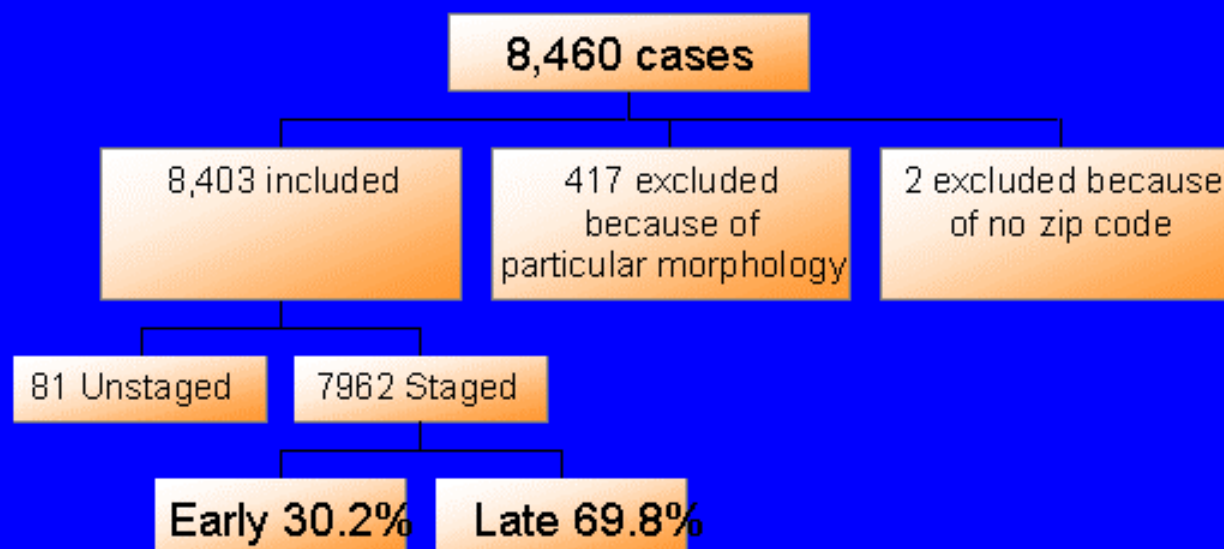 8,460 cases
8,403 included
417 excluded
because of
particular morphology
2 excluded because
of no zip code
81 Unstaged
7962 Staged
Early 30.2%
Late 69.8%